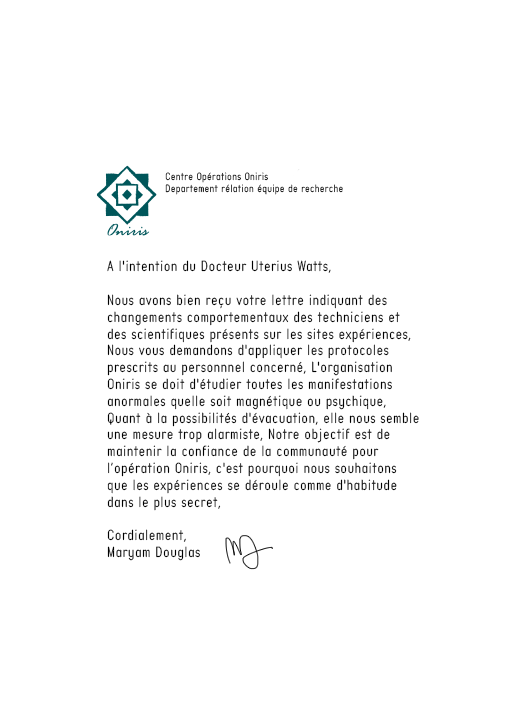 Centre Opérations Oniris
Departement rélation équipe de recherche
Oniris
A l'intention du Docteur Uterius Watts,
Nous avons bien reçu votre lettre indiquant des
changements comportementaux des techniciens et
des scientifiques présents sur les sites expériences,
Nous vous demandons d'appliquer les protocoles
prescrits au personnnel concerné, L'organisation
Oniris se doit d'étudier toutes les manifestations
anormales quelle soit magnétique ou psychique,
Quant à la possibilités d'évacuation, elle nous semble
une mesure trop alarmiste, Notre objectif est de
maintenir la confiance de la communauté pour
l'opération Oniris, c'est pourquoi nous souhaitons
que les expériences se déroule comme d'habitude
dans le plus secret,
Cordialement,
Maryam Douglas